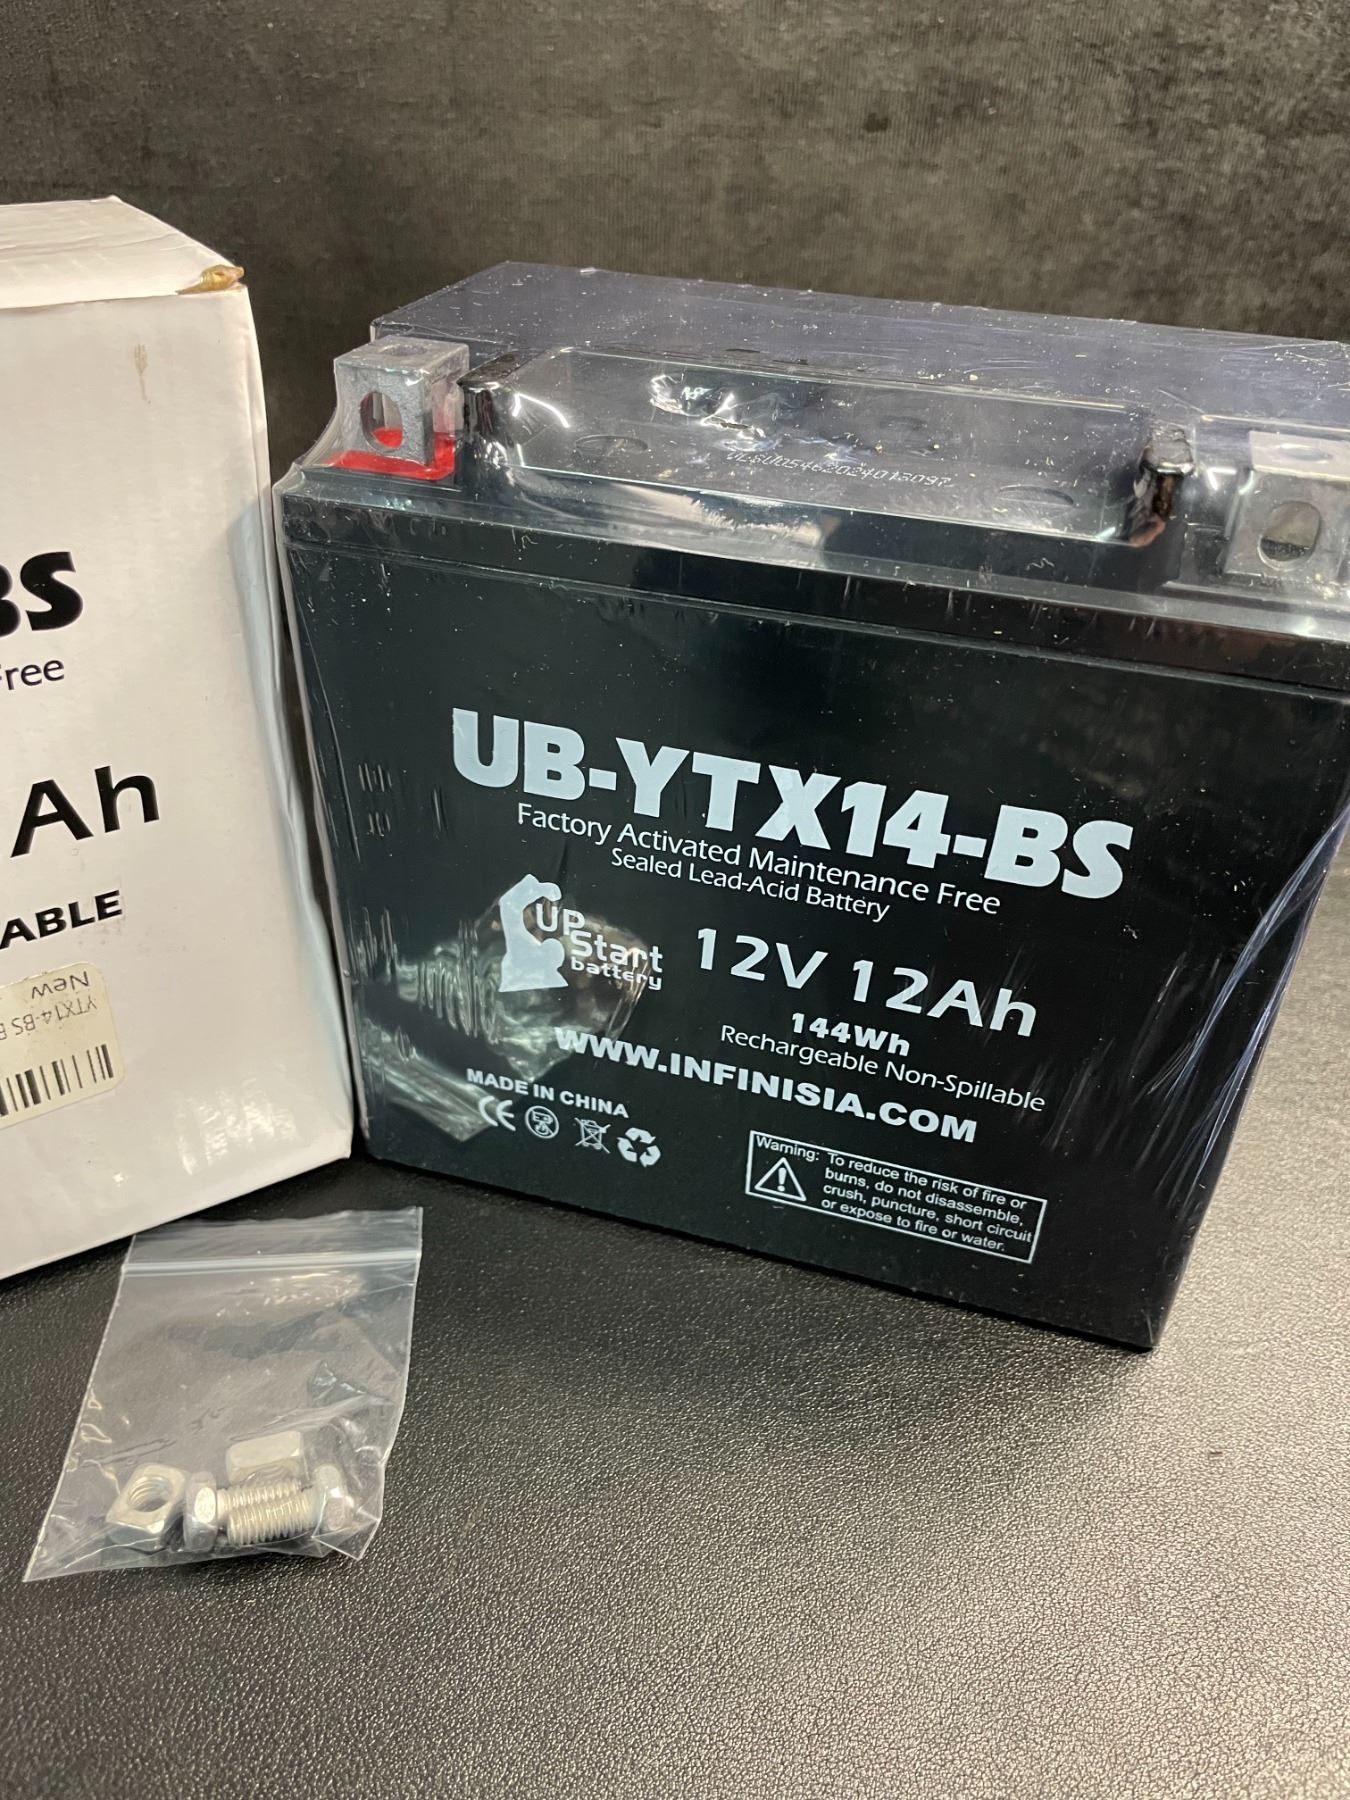 BS
Free
Ah
ABLE
New
YTX14-BS
UB-YTX14-BS
Factory Activated Maintenance Free
Sealed Lead-Acid Battery
UP
Start
battery
12V 12Ah
144Wh
Rechargeable Non-Spillable
WWW.INFINISIA.COM
MADE IN CHINA
CE
Warning: To reduce the risk of fire or
burns, do not disassemble,
crush, puncture, short circuit
or expose to fire or water.